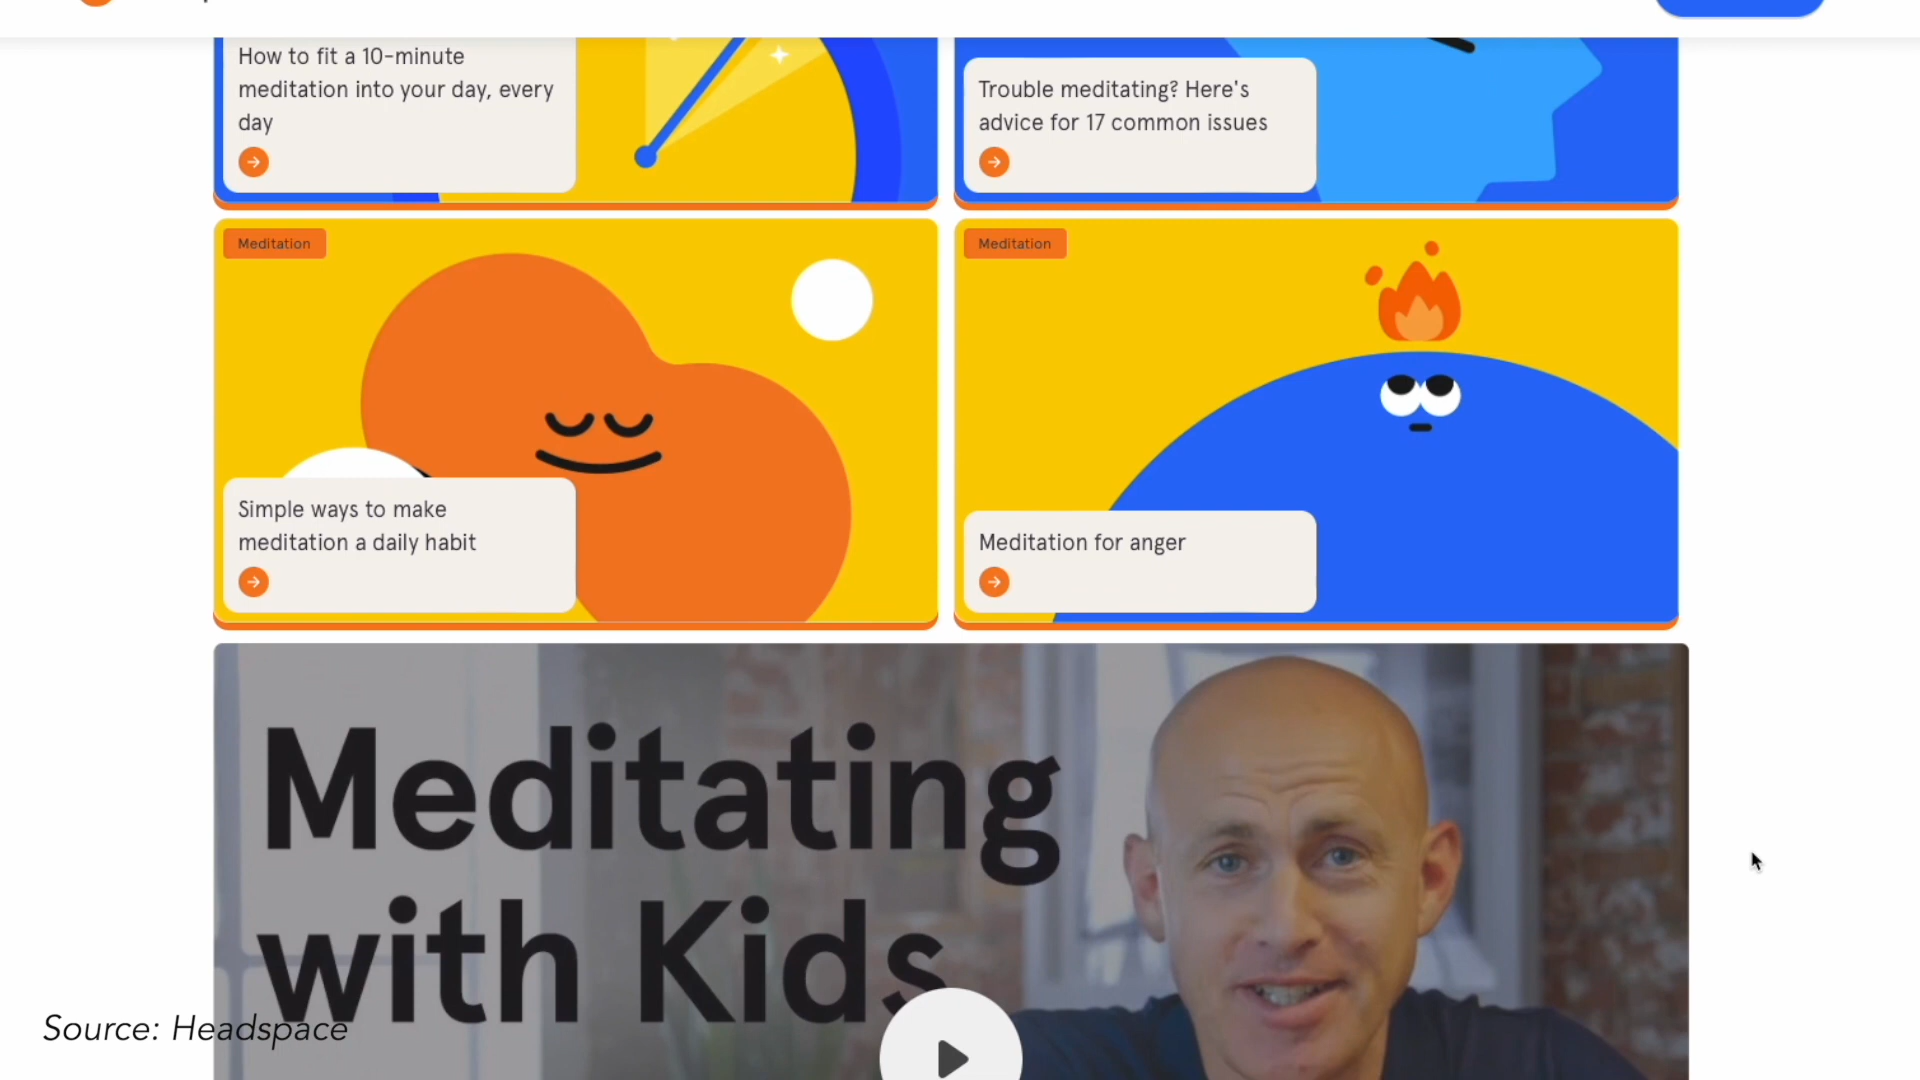 How to fit a 10-minute
meditation into your day, every
day
Trouble meditating? Here's
advice for 17 common issues
Meditation
Meditation
Simple ways to make
meditation a daily habit
Meditation for anger
Meditating
with Kids
Source: Headspace